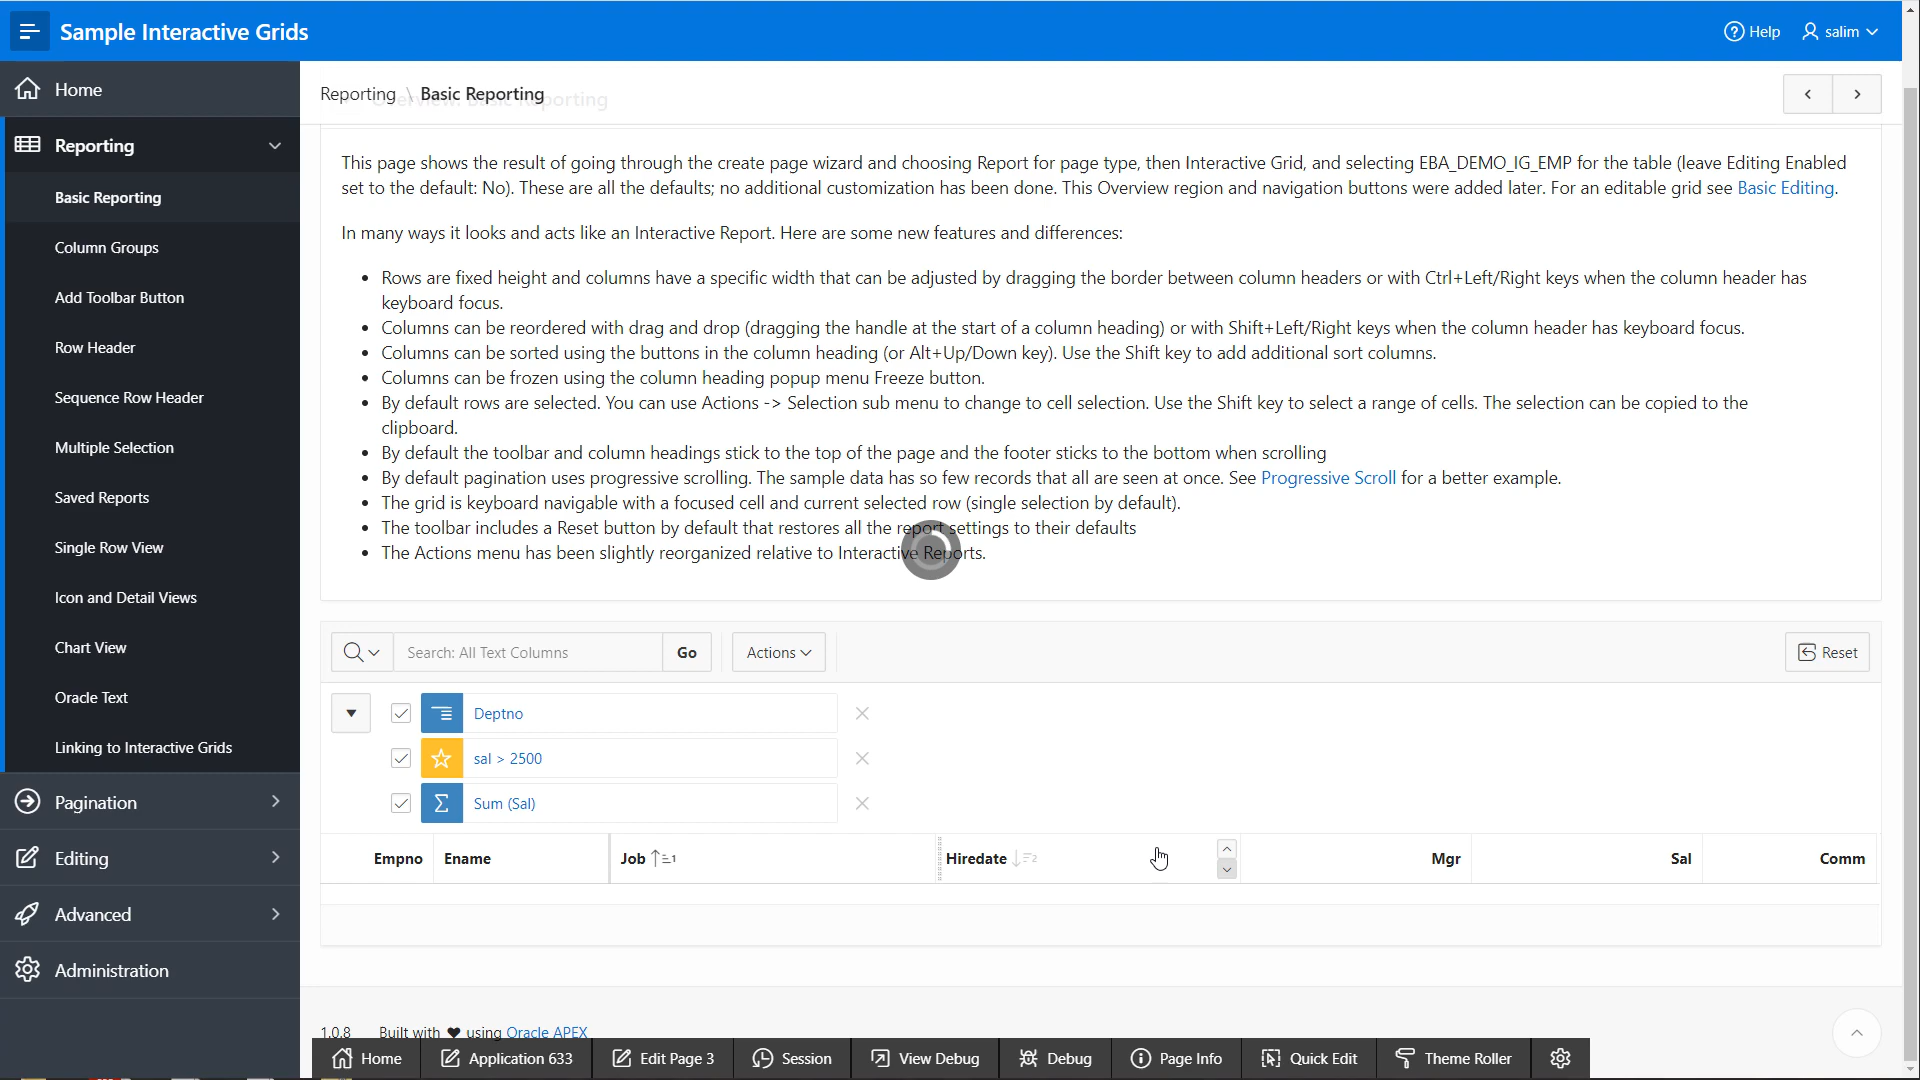 Sample Interactive Grids
Help
salim
Home
Reporting
Basic Reporting
Column Groups
Add Toolbar Button
Row Header
Sequence Row Header
Multiple Selection
Saved Reports
Single Row View
Icon and Detail Views
Chart View
Oracle Text
Linking to Interactive Grids
Pagination
Editing
Advanced
Administration
Reporting \ Basic Reporting
Overview: Basic Reporting
This page shows the result of going through the create page wizard and choosing Report for page type, then Interactive Grid, and selecting EBA_DEMO_IG_EMP for the table (leave Editing Enabled
set to the default: No). These are all the defaults; no additional customization has been done. This Overview region and navigation buttons were added later. For an editable grid see Basic Editing.
In many ways it looks and acts like an Interactive Report. Here are some new features and differences:
• Rows are fixed height and columns have a specific width that can be adjusted by dragging the border between column headers or with Ctrl+Left/Right keys when the column header has
keyboard focus.
• Columns can be reordered with drag and drop (dragging the handle at the start of a column heading) or with Shift+Left/Right keys when the column header has keyboard focus.
• Columns can be sorted using the buttons in the column heading (or Alt+Up/Down key). Use the Shift key to add additional sort columns.
• Columns can be frozen using the column heading popup menu Freeze button.
• By default rows are selected. You can use Actions -> Selection sub menu to change to cell selection. Use the Shift key to select a range of cells. The selection can be copied to the
clipboard.
• By default the toolbar and column headings stick to the top of the page and the footer sticks to the bottom when scrolling
• By default pagination uses progressive scrolling. The sample data has so few records that all are seen at once. See Progressive Scroll for a better example.
• The grid is keyboard navigable with a focused cell and current selected row (single selection by default).
• The toolbar includes a Reset button by default that restores all the report settings to their defaults
• The Actions menu has been slightly reorganized relative to Interactive Reports.
Search: All Text Columns Go Actions Reset
Deptno
sal > 2500
Sum (Sal)
Empno Ename Job 1 Hiredate 2 Mgr Sal Comm
1.0.8 Built with ♥ using Oracle APEX
Home Application 633 Edit Page 3 Session View Debug Debug Page Info Quick Edit Theme Roller